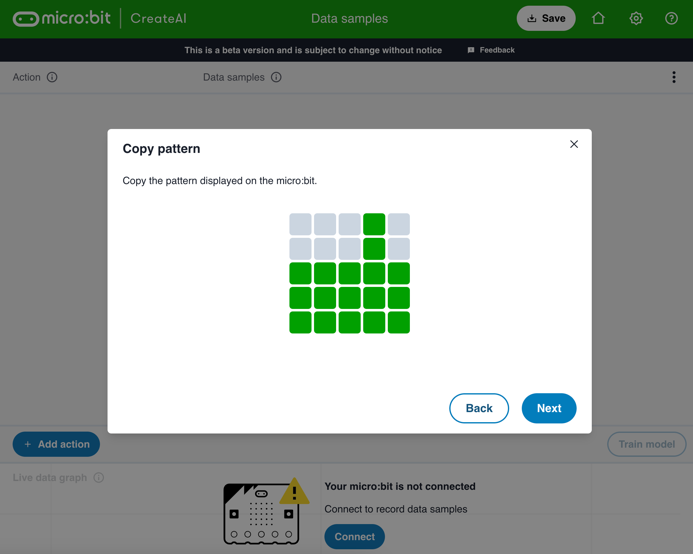 micro:bit CreateAI
Data samples
Save
This is a beta version and is subject to change without notice
Feedback
Action
Data samples
Copy pattern
Copy the pattern displayed on the micro:bit.
Back
Next
+ Add action
Train model
Live data graph
Your micro:bit is not connected
Connect to record data samples
Connect